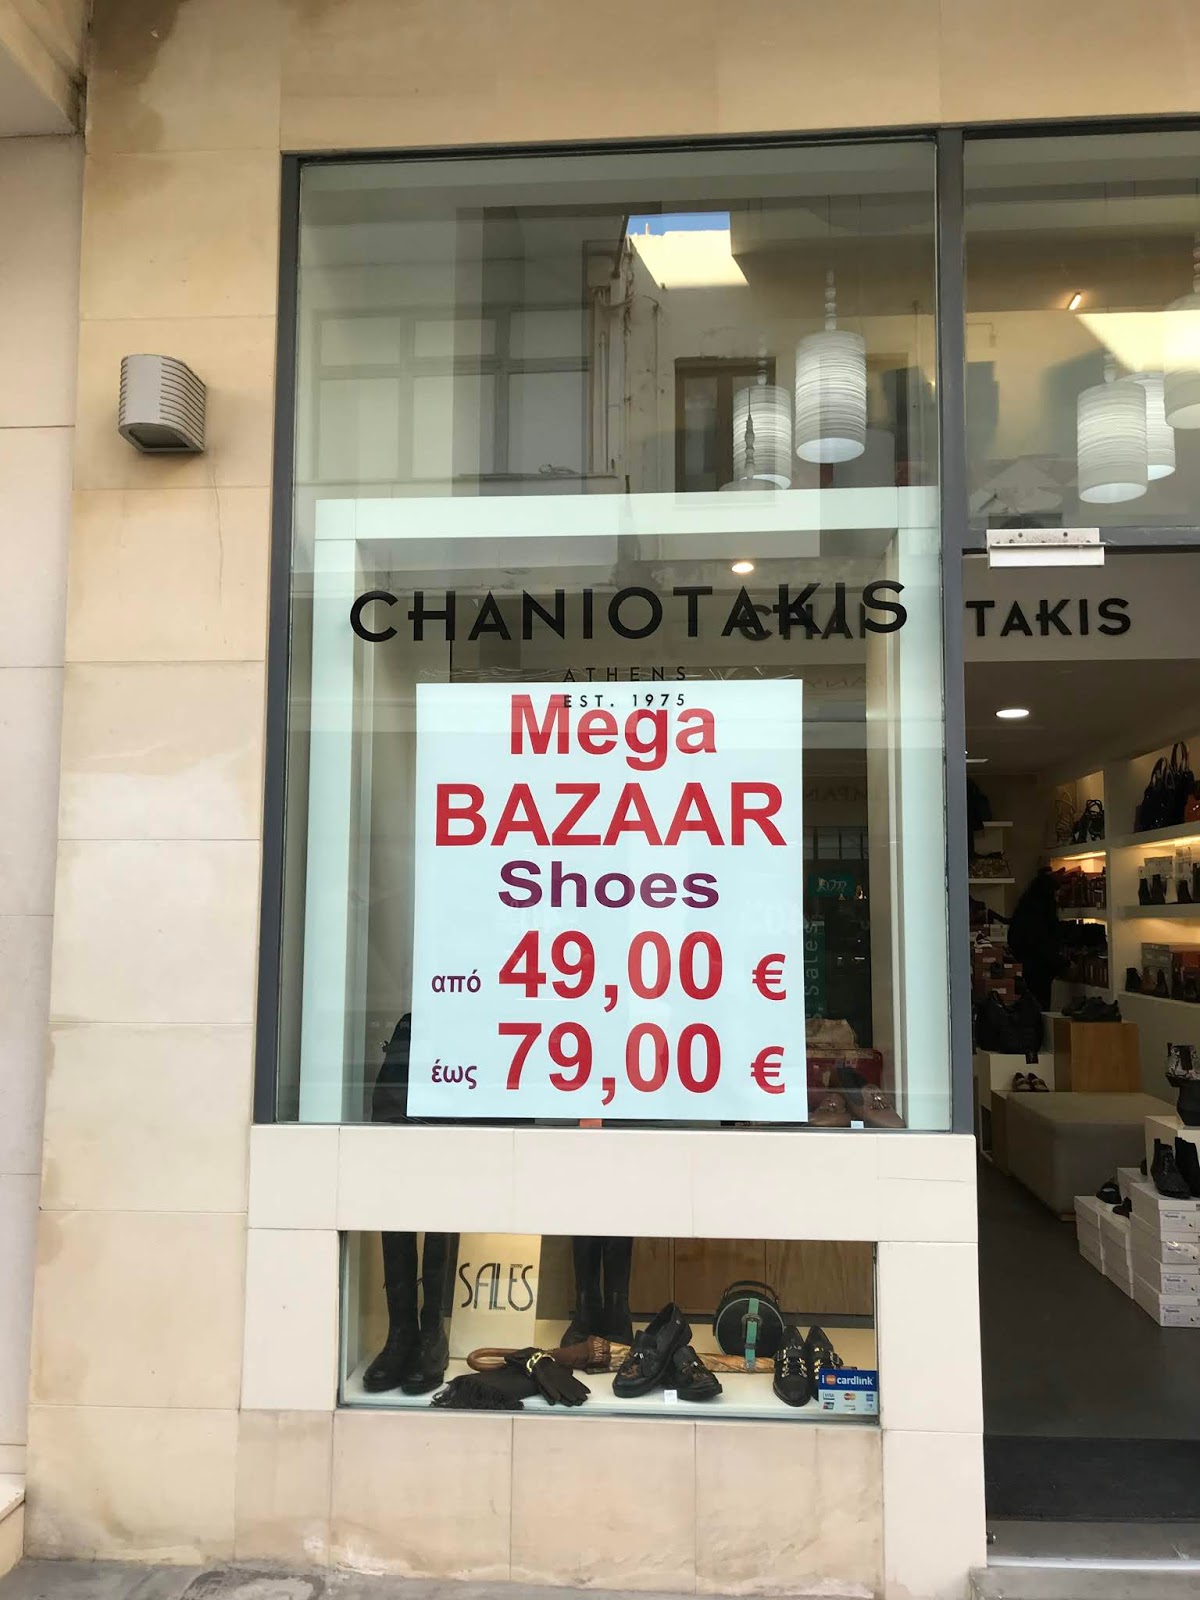 CHANIOTAKIS
TAKIS
ATHENS
EST. 1975
Mega
BAZAAR
Shoes
από 49,00 €
έως 79,00 €
SALES
cardlink